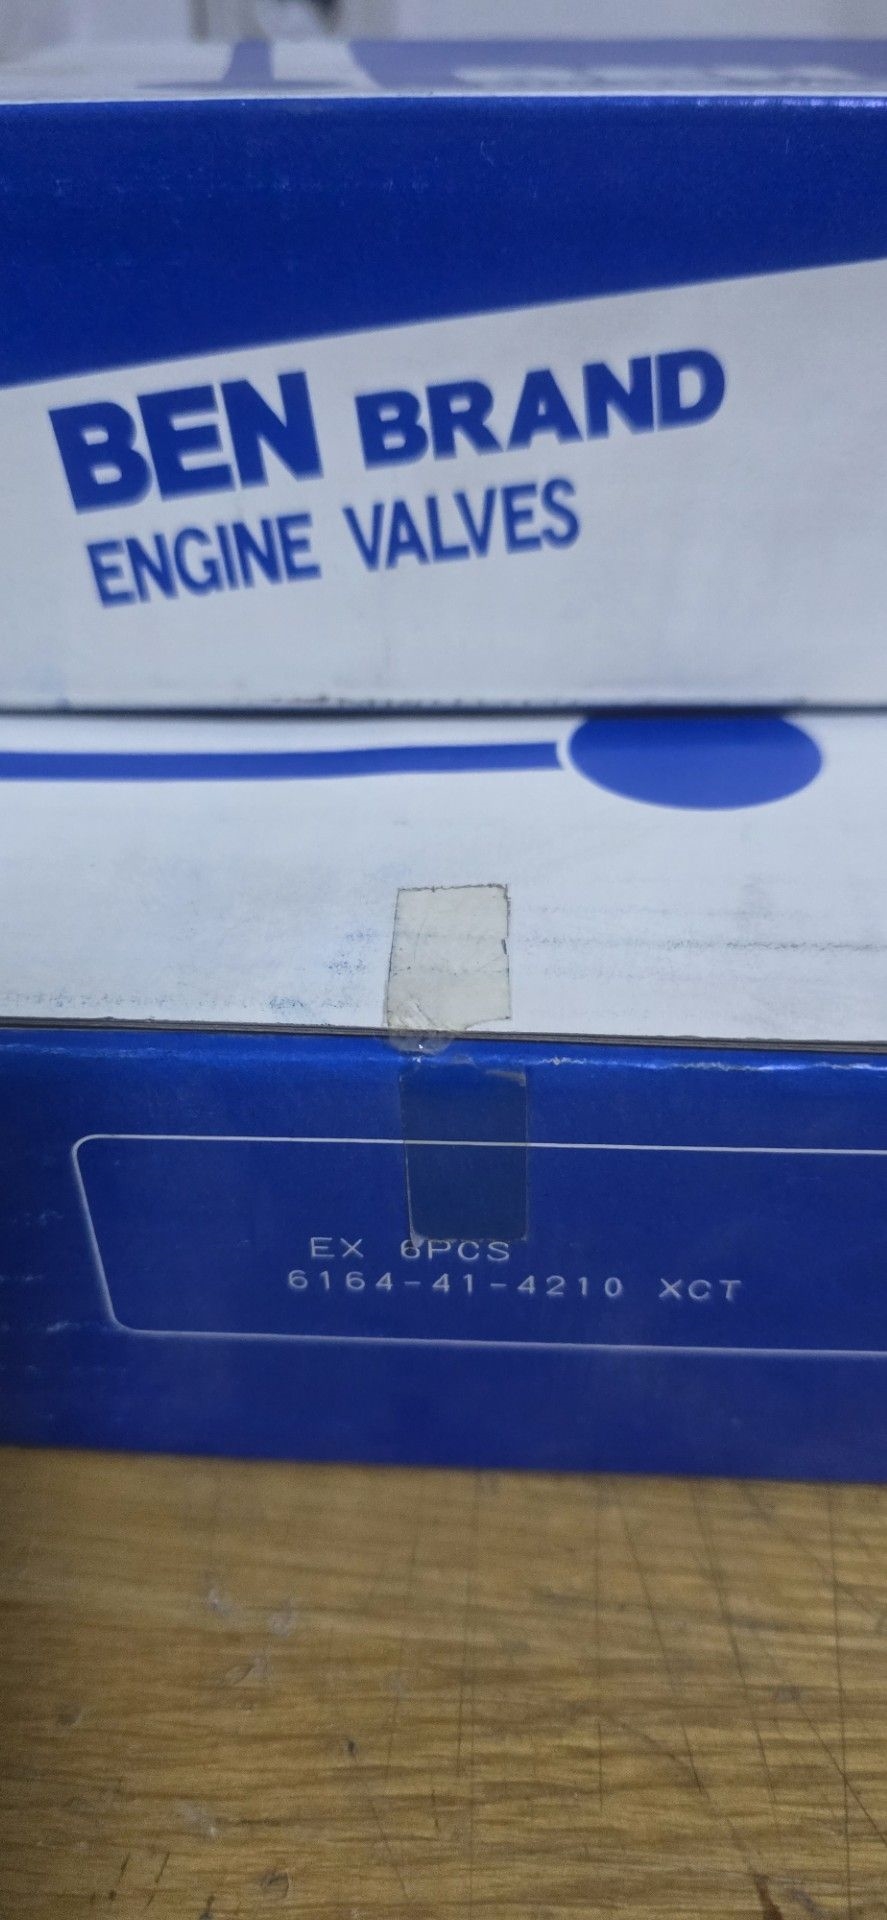 BEN BRAND
ENGINE VALVES
EX 6PCS
6164-41-4210 XCT